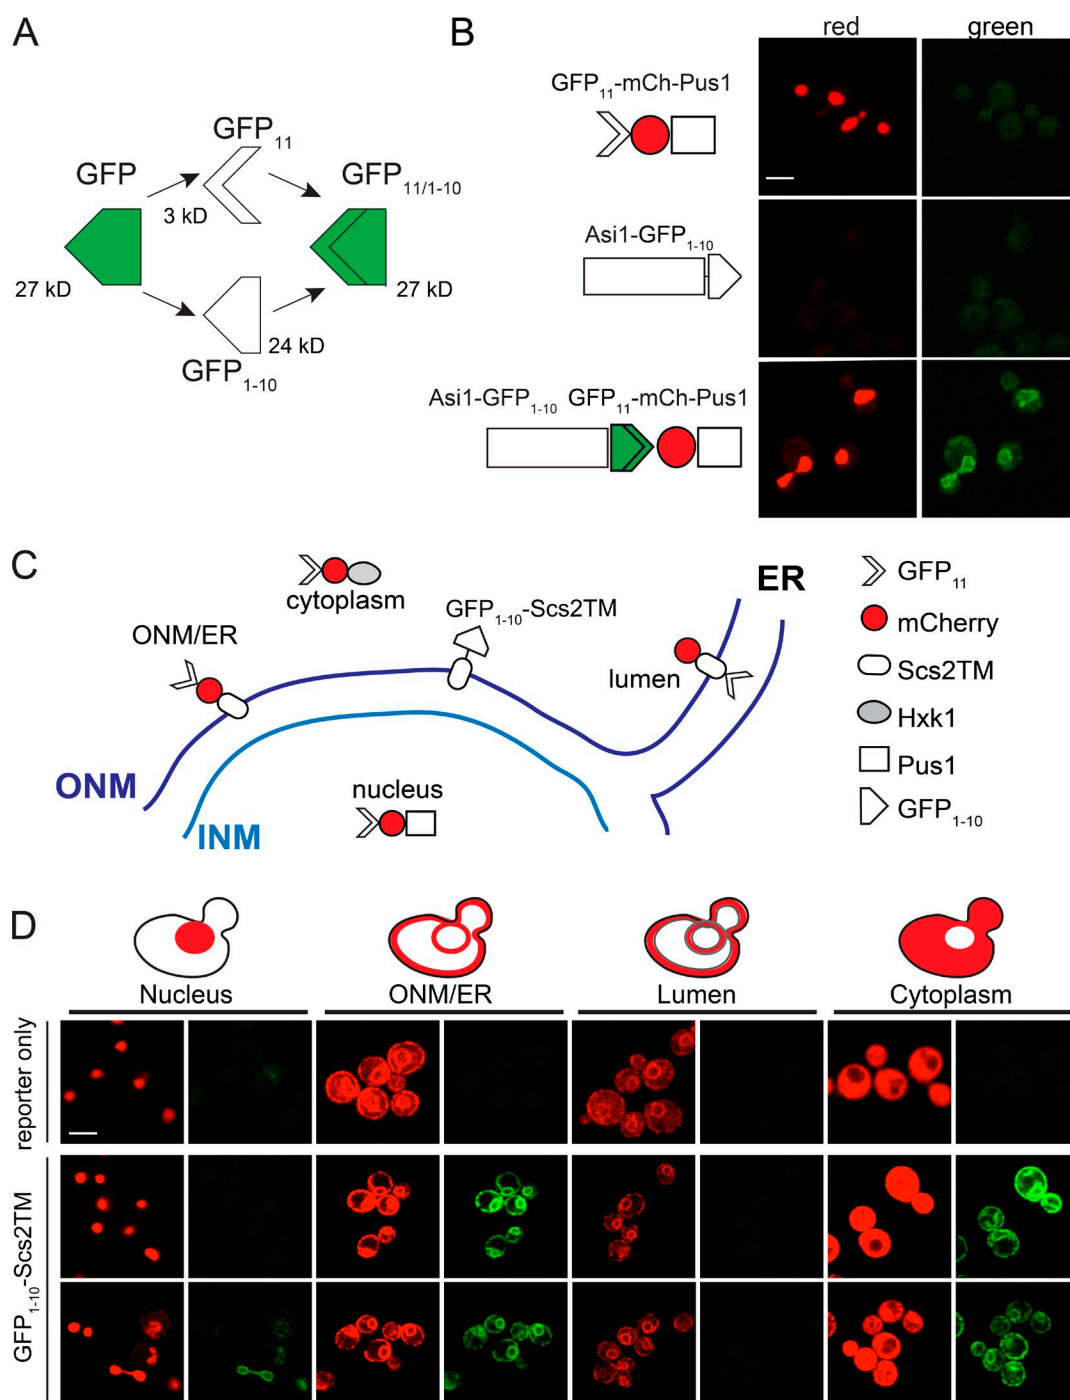 A
GFP
GFP11
GFP11/1-10
3 kD
27 kD
27 kD
24 kD
GFP1-10
B
red
green
GFP11-mCh-Pus1
Asi1-GFP1-10
Asi1-GFP1-10 GFP11-mCh-Pus1
C
cytoplasm
ONM/ER
GFP1-10-Scs2TM
lumen
ER
ONM
INM
nucleus
GFP11
mCherry
Scs2TM
Hxk1
Pus1
GFP1-10
D
Nucleus
ONM/ER
Lumen
Cytoplasm
reporter only
GFP1-10-Scs2TM